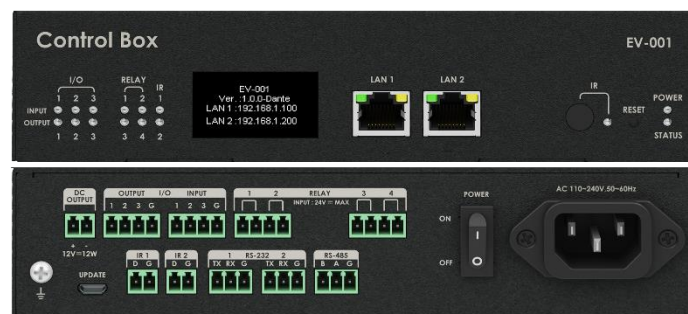 Control Box
EV-001
I/O RELAY IR
1 2 3 1 2 1
INPUT
OUTPUT
1 2 3 3 4 2
EV-001
Ver. :1.0.0-Dante
LAN 1 :192.168.1.100
LAN 2 :192.168.1.200
LAN 1 LAN 2
IR
RESET
POWER
STATUS
DC
OUTPUT
+ -
12V⎓12W
OUTPUT I/O INPUT
1 2 3 G 1 2 3 G
1 2 RELAY 3 4
INPUT : 24V ⎓ MAX
POWER
ON
I
O
OFF
AC 110~240V,50~60Hz
UPDATE
IR 1
D G
IR 2
D G
1 RS-232 2
TX RX G TX RX G
RS-485
B A G